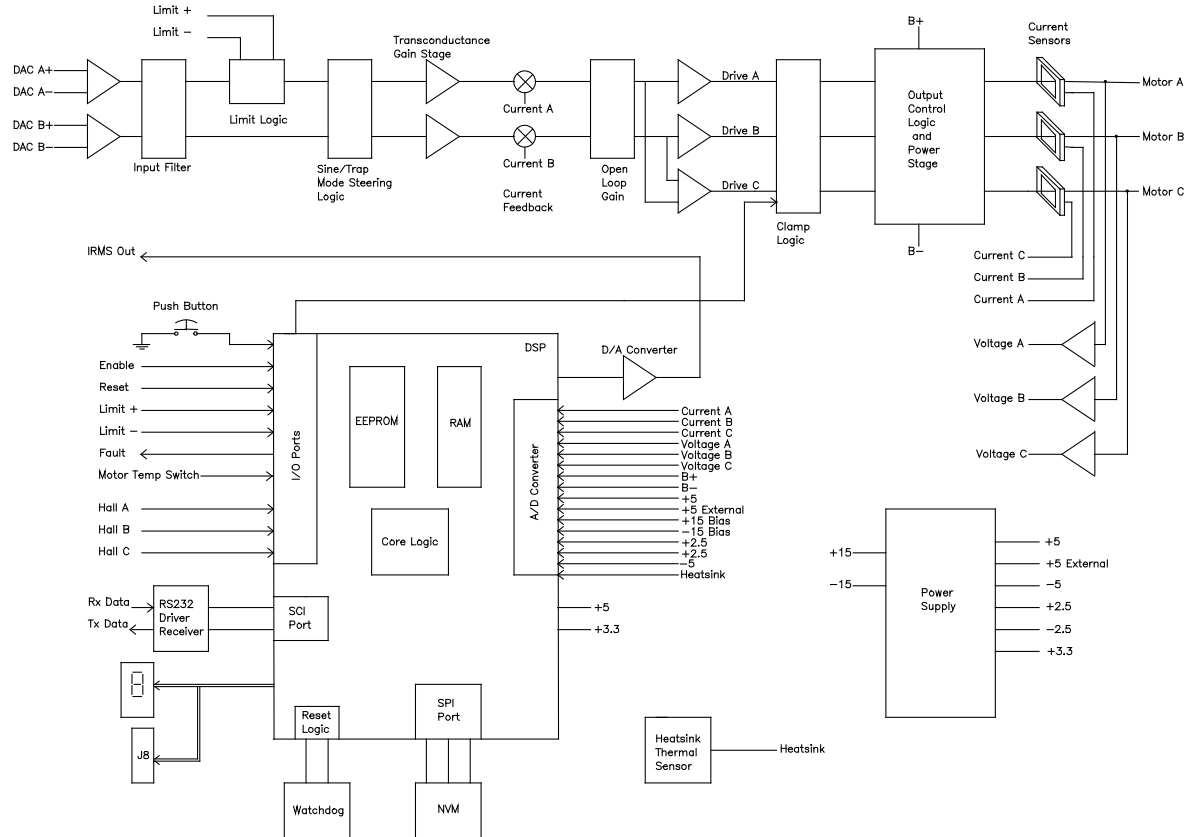 Limit +
Limit -
DAC A+
DAC A-
DAC B+
DAC B-
Input Filter
Limit Logic
Sine/Trap
Mode Steering
Logic
Transconductance
Gain Stage
Current A
Current B
Current
Feedback
Open
Loop
Gain
Drive A
Drive B
Drive C
Clamp
Logic
B+
Output
Control
Logic
and
Power
Stage
B-
Current
Sensors
Motor A
Motor B
Motor C
Current C
Current B
Current A
Voltage A
Voltage B
Voltage C
IRMS Out
Push Button
Enable
Reset
Limit +
Limit -
Fault
Motor Temp Switch
Hall A
Hall B
Hall C
I/O Ports
DSP
EEPROM
RAM
Core Logic
A/D Converter
D/A Converter
Current A
Current B
Current C
Voltage A
Voltage B
Voltage C
B+
B-
+5
+5 External
+15 Bias
-15 Bias
+2.5
+2.5
-5
Heatsink
+5
+3.3
Rx Data
Tx Data
RS232
Driver
Receiver
SCI
Port
8
J8
Reset
Logic
Watchdog
SPI
Port
NVM
Heatsink
Thermal
Sensor
Heatsink
+15
-15
Power
Supply
+5
+5 External
-5
+2.5
-2.5
+3.3